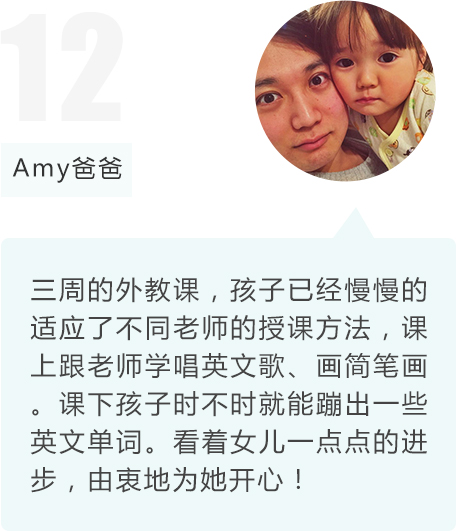 12
Amy爸爸
三周的外教课，孩子已经慢慢的
适应了不同老师的授课方法，课
上跟老师学唱英文歌、画简笔画
。课下孩子时不时就能蹦出一些
英文单词。看着女儿一点点的进
步，由衷地为她开心！